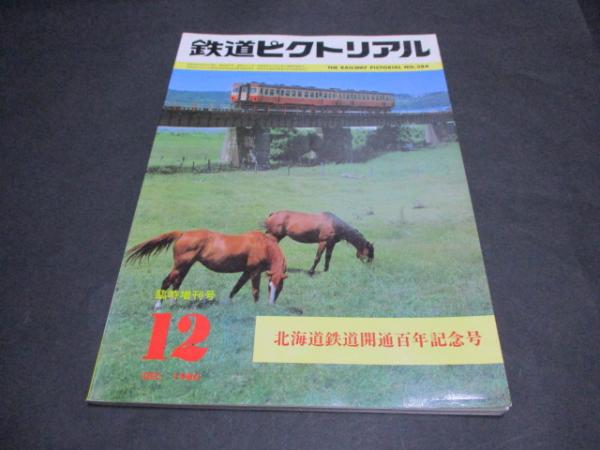 鉄道ピクトリアル
THE RAILWAY PICTORIAL NO.384
臨時増刊号
12
DEC. 1980
北海道鉄道開通百年記念号